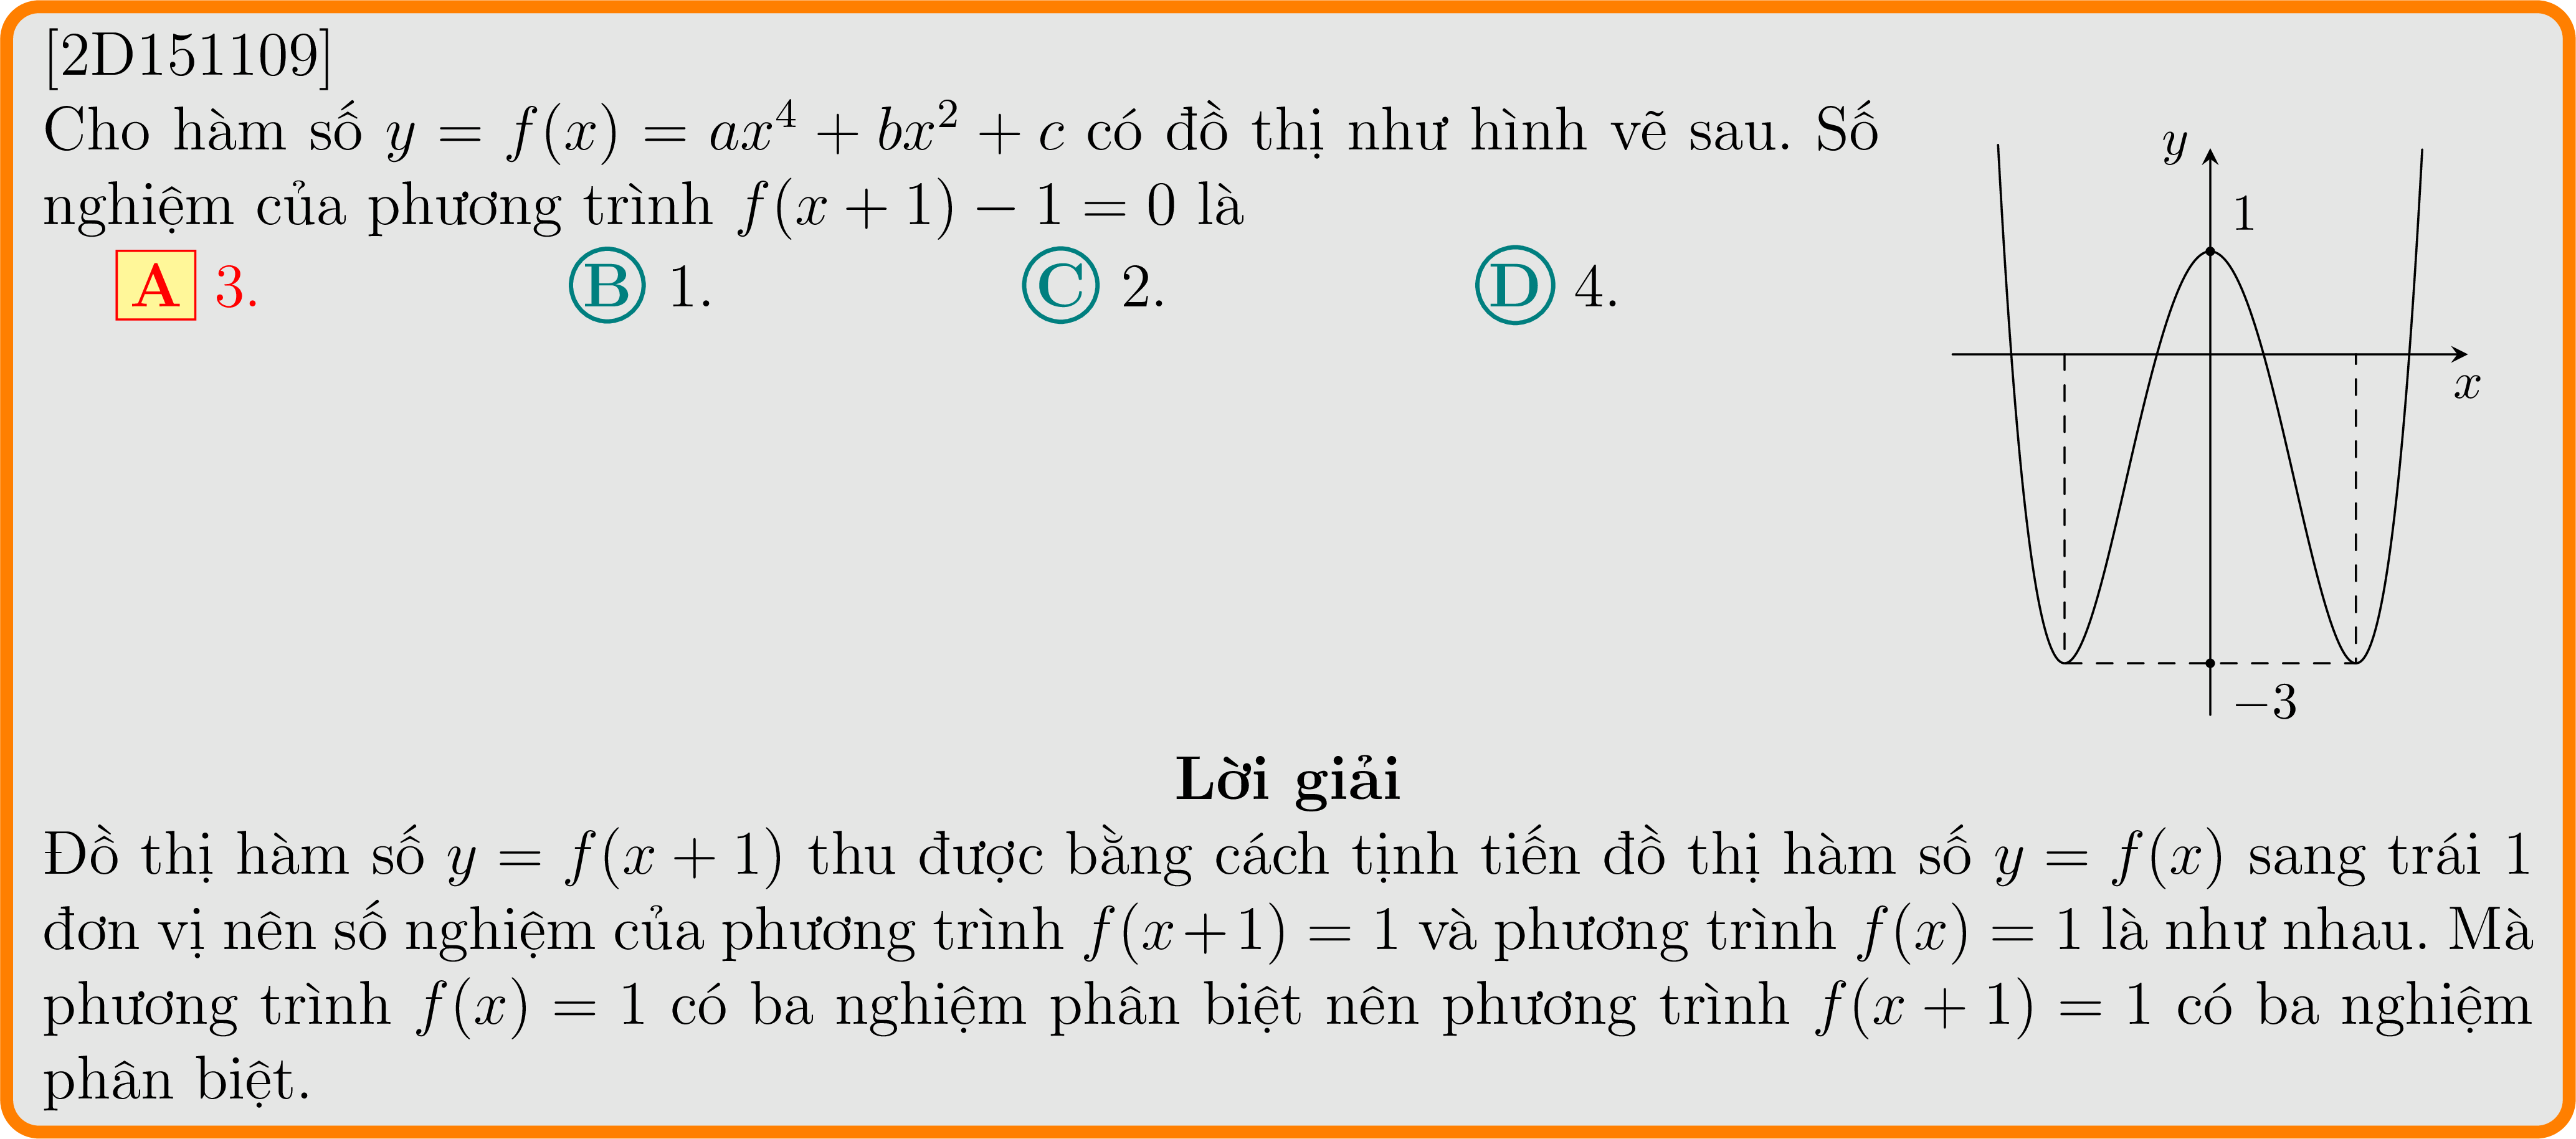 [2D151109]
Cho hàm số y = f(x) = ax⁴ + bx² + c có đồ thị như hình vẽ sau. Số
nghiệm của phương trình f(x + 1) − 1 = 0 là
A 3. B 1. C 2. D 4.
y
1
x
−3
Lời giải
Đồ thị hàm số y = f(x + 1) thu được bằng cách tịnh tiến đồ thị hàm số y = f(x) sang trái 1
đơn vị nên số nghiệm của phương trình f(x+1) = 1 và phương trình f(x) = 1 là như nhau. Mà
phương trình f(x) = 1 có ba nghiệm phân biệt nên phương trình f(x + 1) = 1 có ba nghiệm
phân biệt.